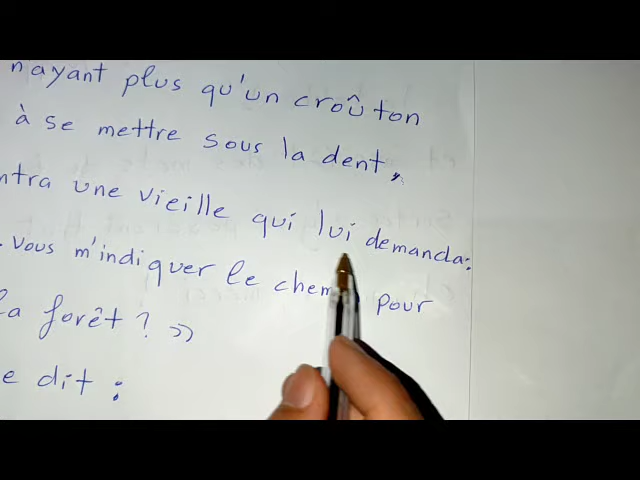 nayant plus qu'un croûton
à se mettre sous la dent,
ntra une vieille qui lui demanda:
vous m'indiquer le chem pour
la forêt ? »
e dit :